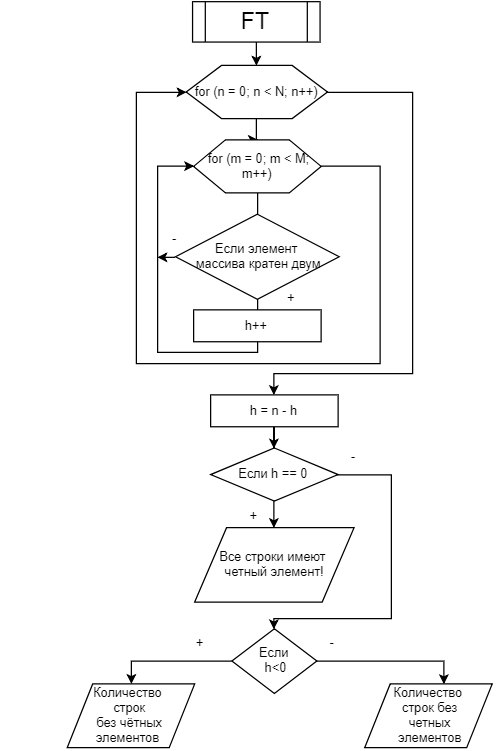 FT
for (n = 0; n < N; n++)
for (m = 0; m < M;
m++)
-
Если элемент
массива кратен двум
+
h++
h = n - h
-
Если h == 0
+
Все строки имеют
четный элемент!
+
Если
h<0
-
Количество
строк
без чётных
элементов
Количество
строк без
четных
элементов